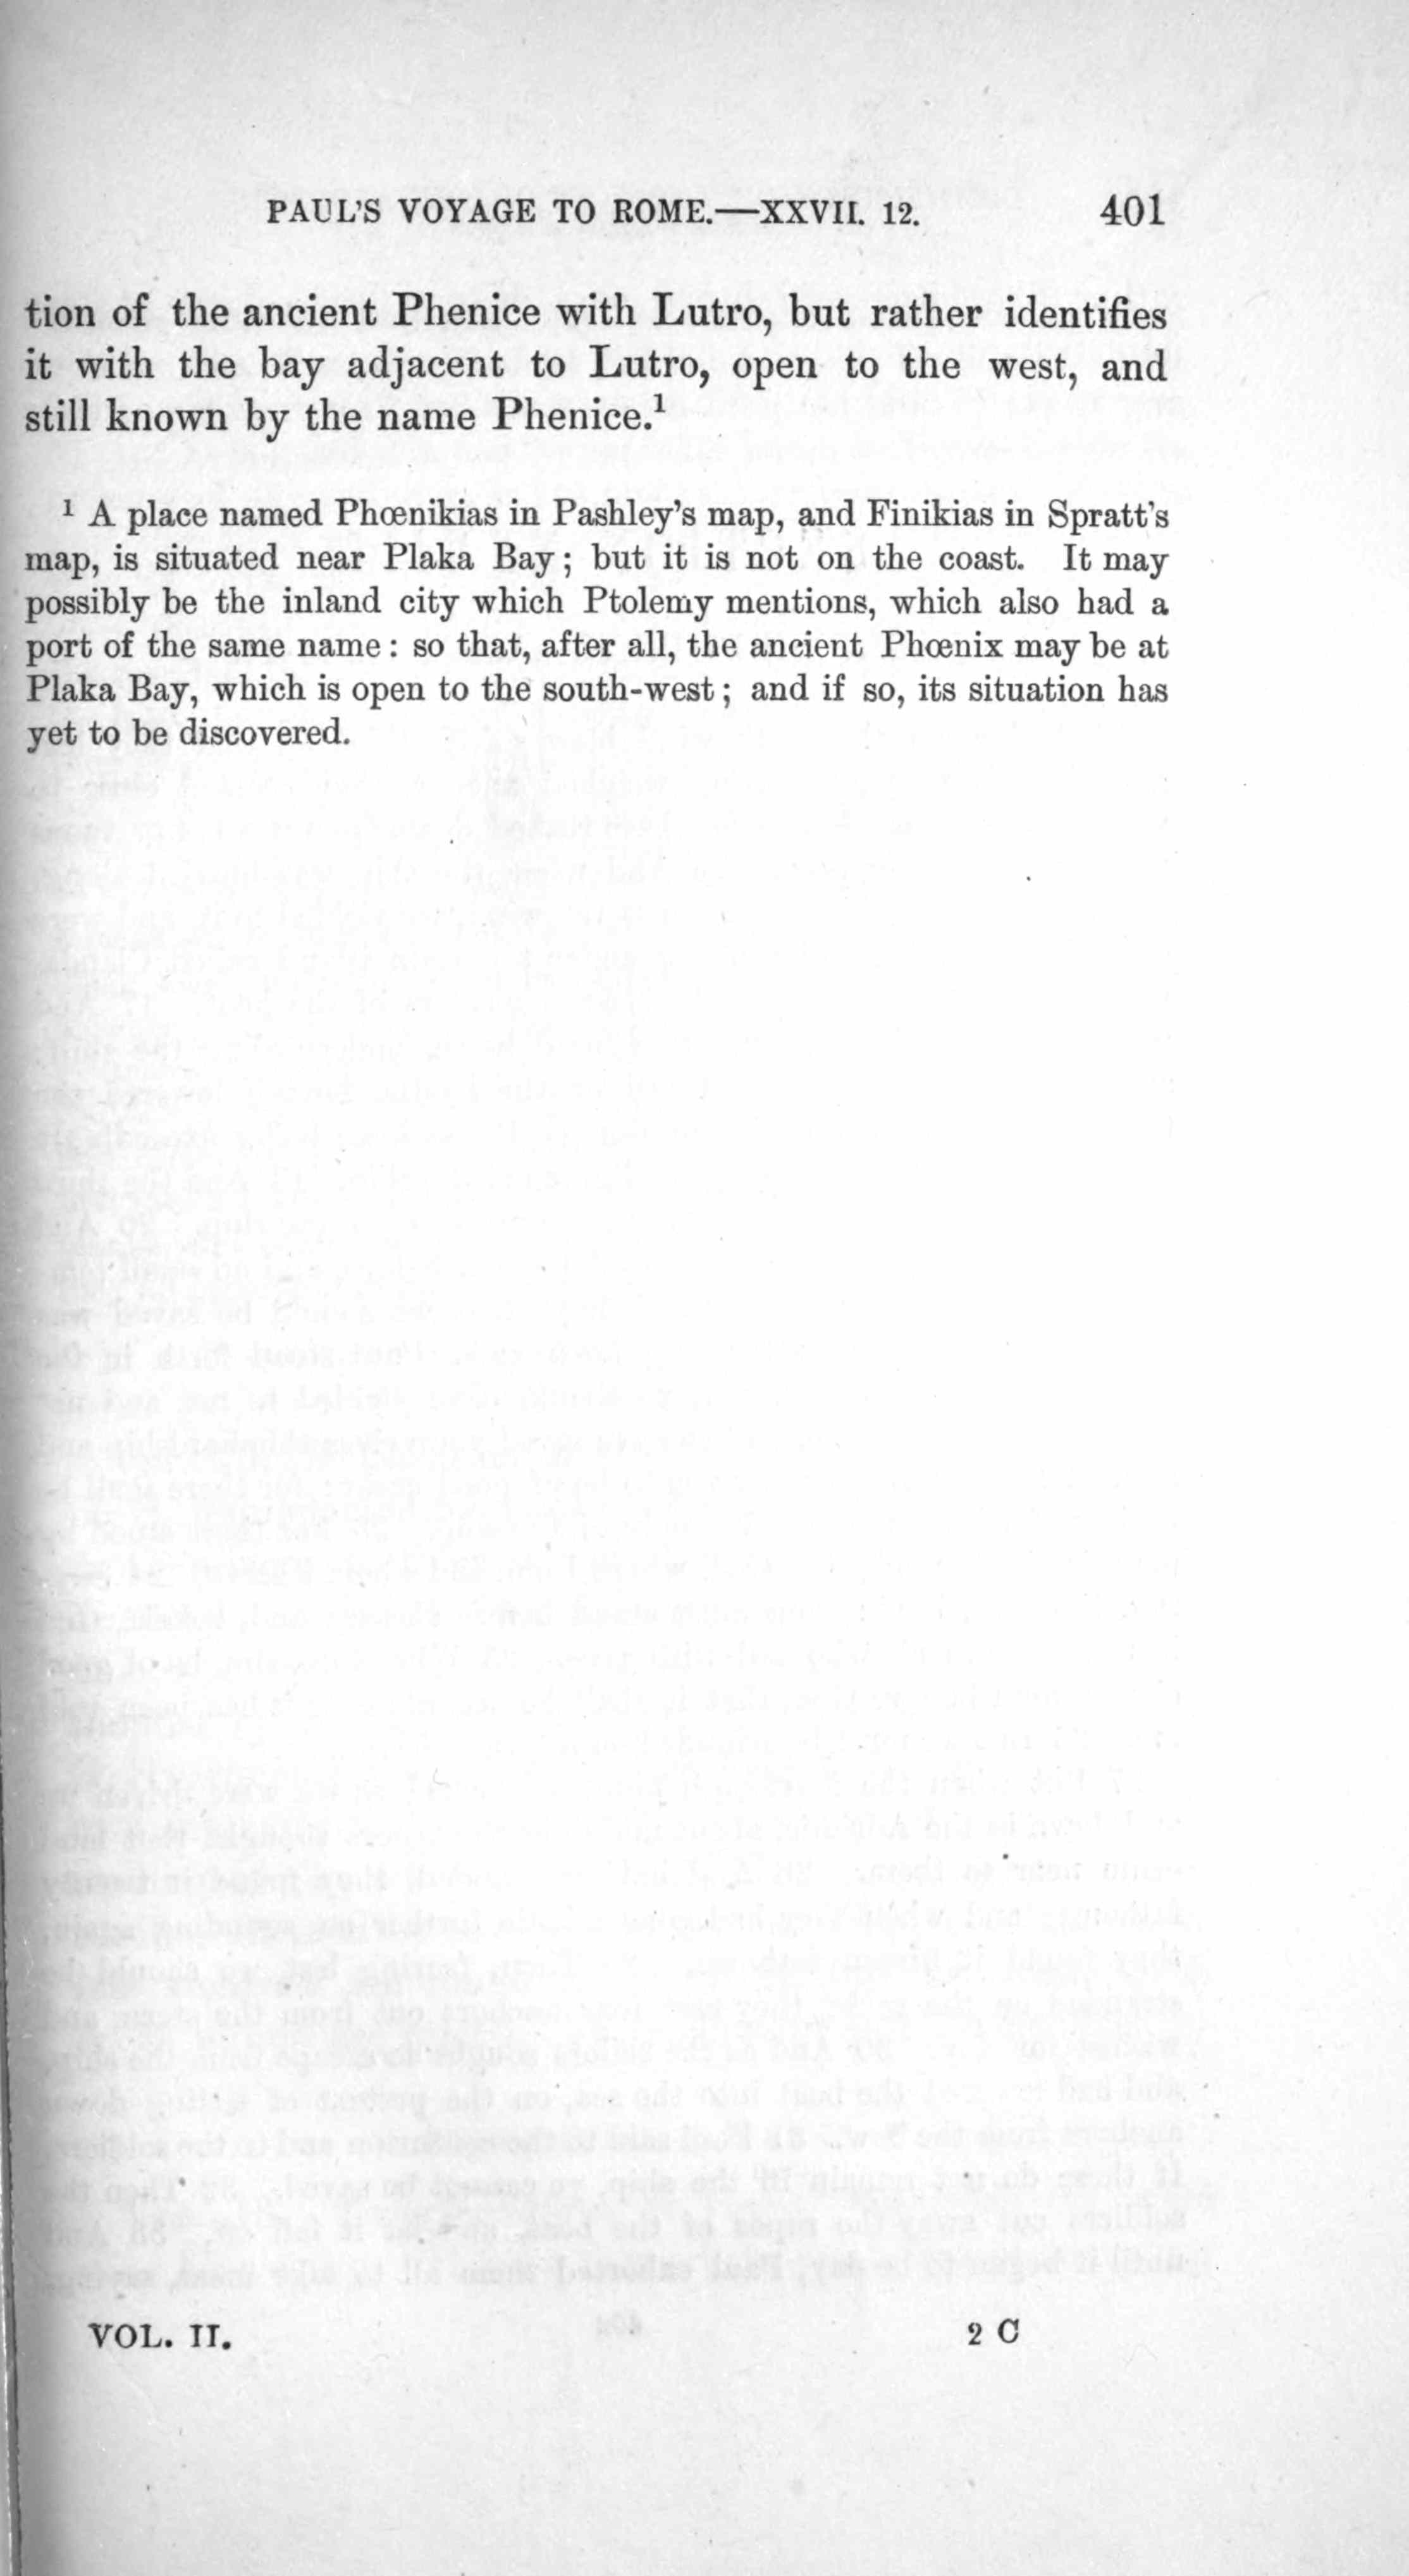 PAUL'S VOYAGE TO ROME.—XXVII. 12. 401
tion of the ancient Phenice with Lutro, but rather identifies
it with the bay adjacent to Lutro, open to the west, and
still known by the name Phenice.¹
¹ A place named Phœnikias in Pashley's map, and Finikias in Spratt's
map, is situated near Plaka Bay; but it is not on the coast. It may
possibly be the inland city which Ptolemy mentions, which also had a
port of the same name: so that, after all, the ancient Phœnix may be at
Plaka Bay, which is open to the south-west; and if so, its situation has
yet to be discovered.
VOL. II. 2 C